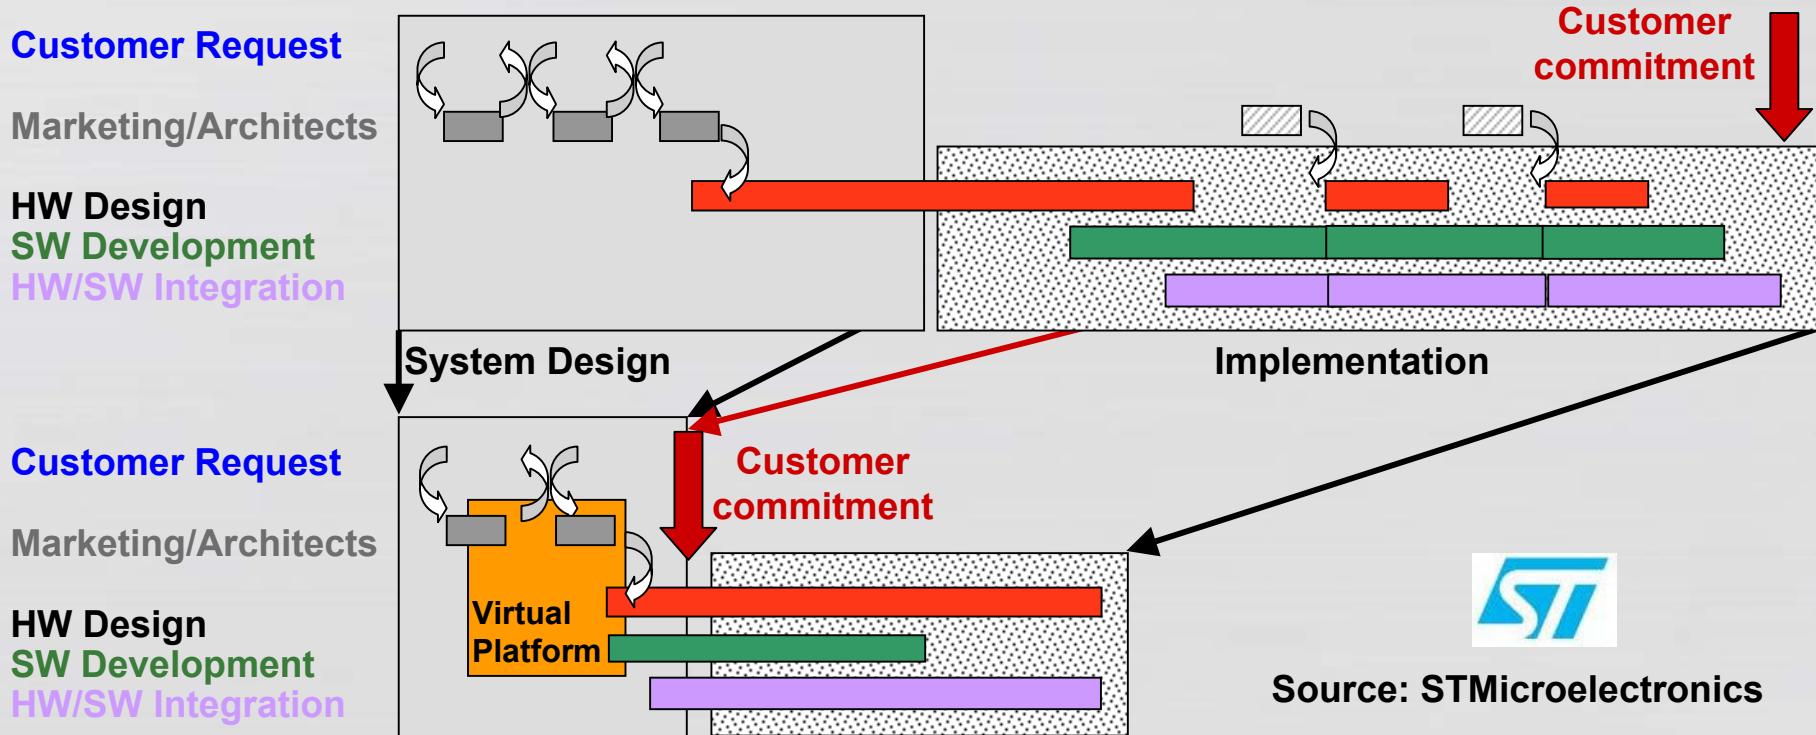 Customer Request
Marketing/Architects
HW Design
SW Development
HW/SW Integration
Customer
commitment
System Design
Implementation
Customer Request
Marketing/Architects
HW Design
SW Development
HW/SW Integration
Customer
commitment
Virtual
Platform
ST
Source: STMicroelectronics